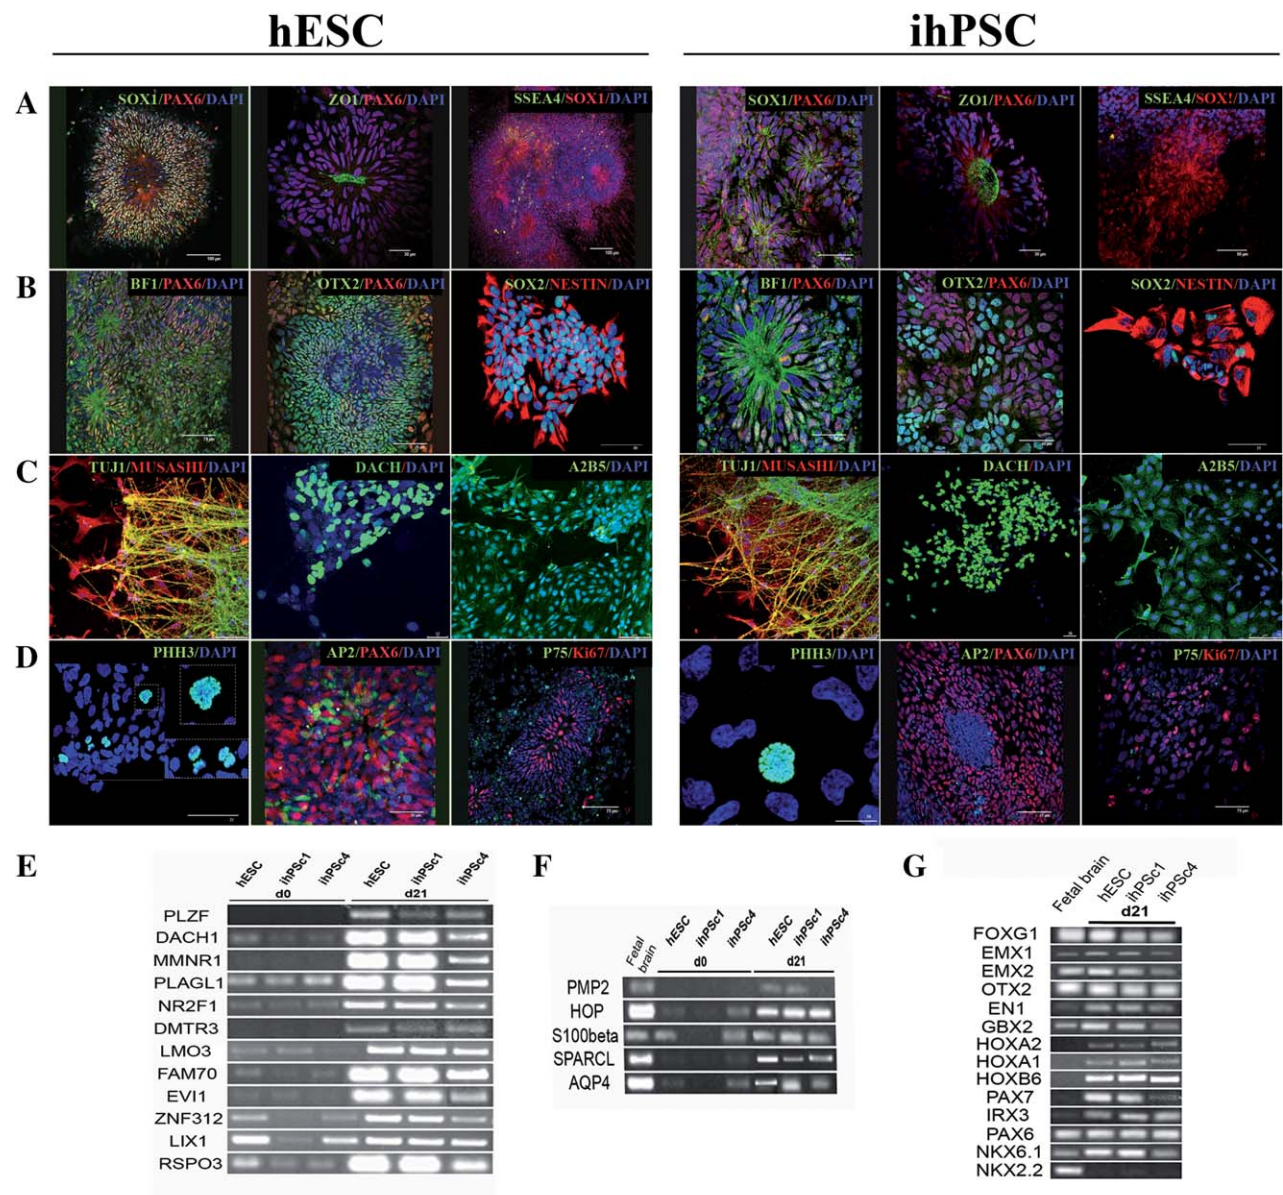 hESC ihPSC
A
SOX1/PAX6/DAPI ZO1/PAX6/DAPI SSEA4/SOX1 SOX1/PAX6/DAPI ZO1/PAX6/DAPI SSEA4/SOX!/DAPI
B
BF1/PAX6/DAPI OTX2/PAX6/DAPI SOX2/NESTIN/DAPI BF1/PAX6/DAPI OTX2/PAX6/DAPI SOX2/NESTIN/DAPI
C
TUJ1/MUSASHI/DAPI DACH/DAPI A2B5/DAPI TUJ1/MUSASHI/DAPI DACH/DAPI A2B5/DAPI
D
PHH3/DAPI AP2/PAX6/DAPI P75/Ki67/DAPI PHH3/DAPI AP2/PAX6/DAPI P75/Ki67/DAPI
E
hESC ihPSc1 ihPSc4 hESC ihPSc1 ihPSc4
d0 d21
PLZF
DACH1
MMNR1
PLAGL1
NR2F1
DMTR3
LMO3
FAM70
EVI1
ZNF312
LIX1
RSPO3
F
Fetal brain hESC ihPSc1 ihPSc4 hESC ihPSc1 ihPSc4
d0 d21
PMP2
HOP
S100beta
SPARCL
AQP4
G
Fetal brain hESC ihPSc1 ihPSc4
d21
FOXG1
EMX1
EMX2
OTX2
EN1
GBX2
HOXA2
HOXA1
HOXB6
PAX7
IRX3
PAX6
NKX6.1
NKX2.2